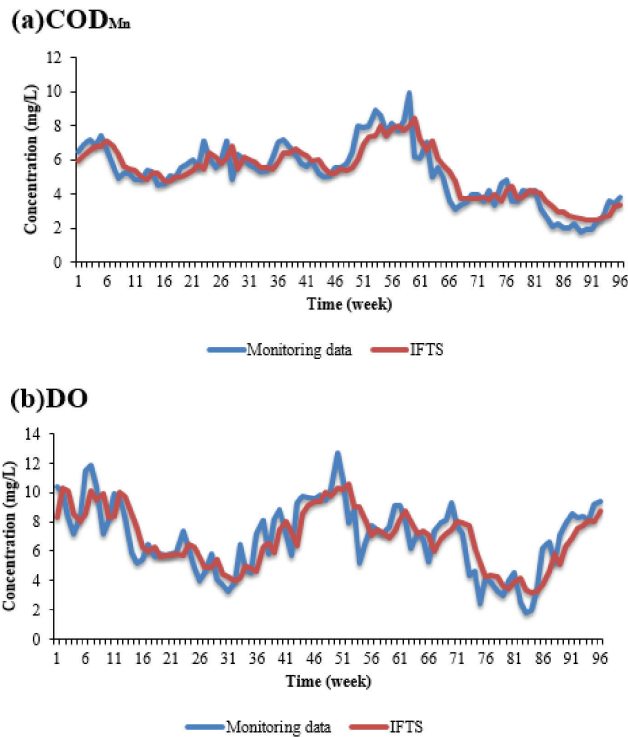 (a)CODMn
12
10
8
6
4
2
0
Concentration (mg/L)
1 6 11 16 21 26 31 36 41 46 51 56 61 66 71 76 81 86 91 96
Time (week)
Monitoring data IFTS
(b)DO
14
12
10
8
6
4
2
0
Concentration (mg/L)
1 6 11 16 21 26 31 36 41 46 51 56 61 66 71 76 81 86 91 96
Time (week)
Monitoring data IFTS